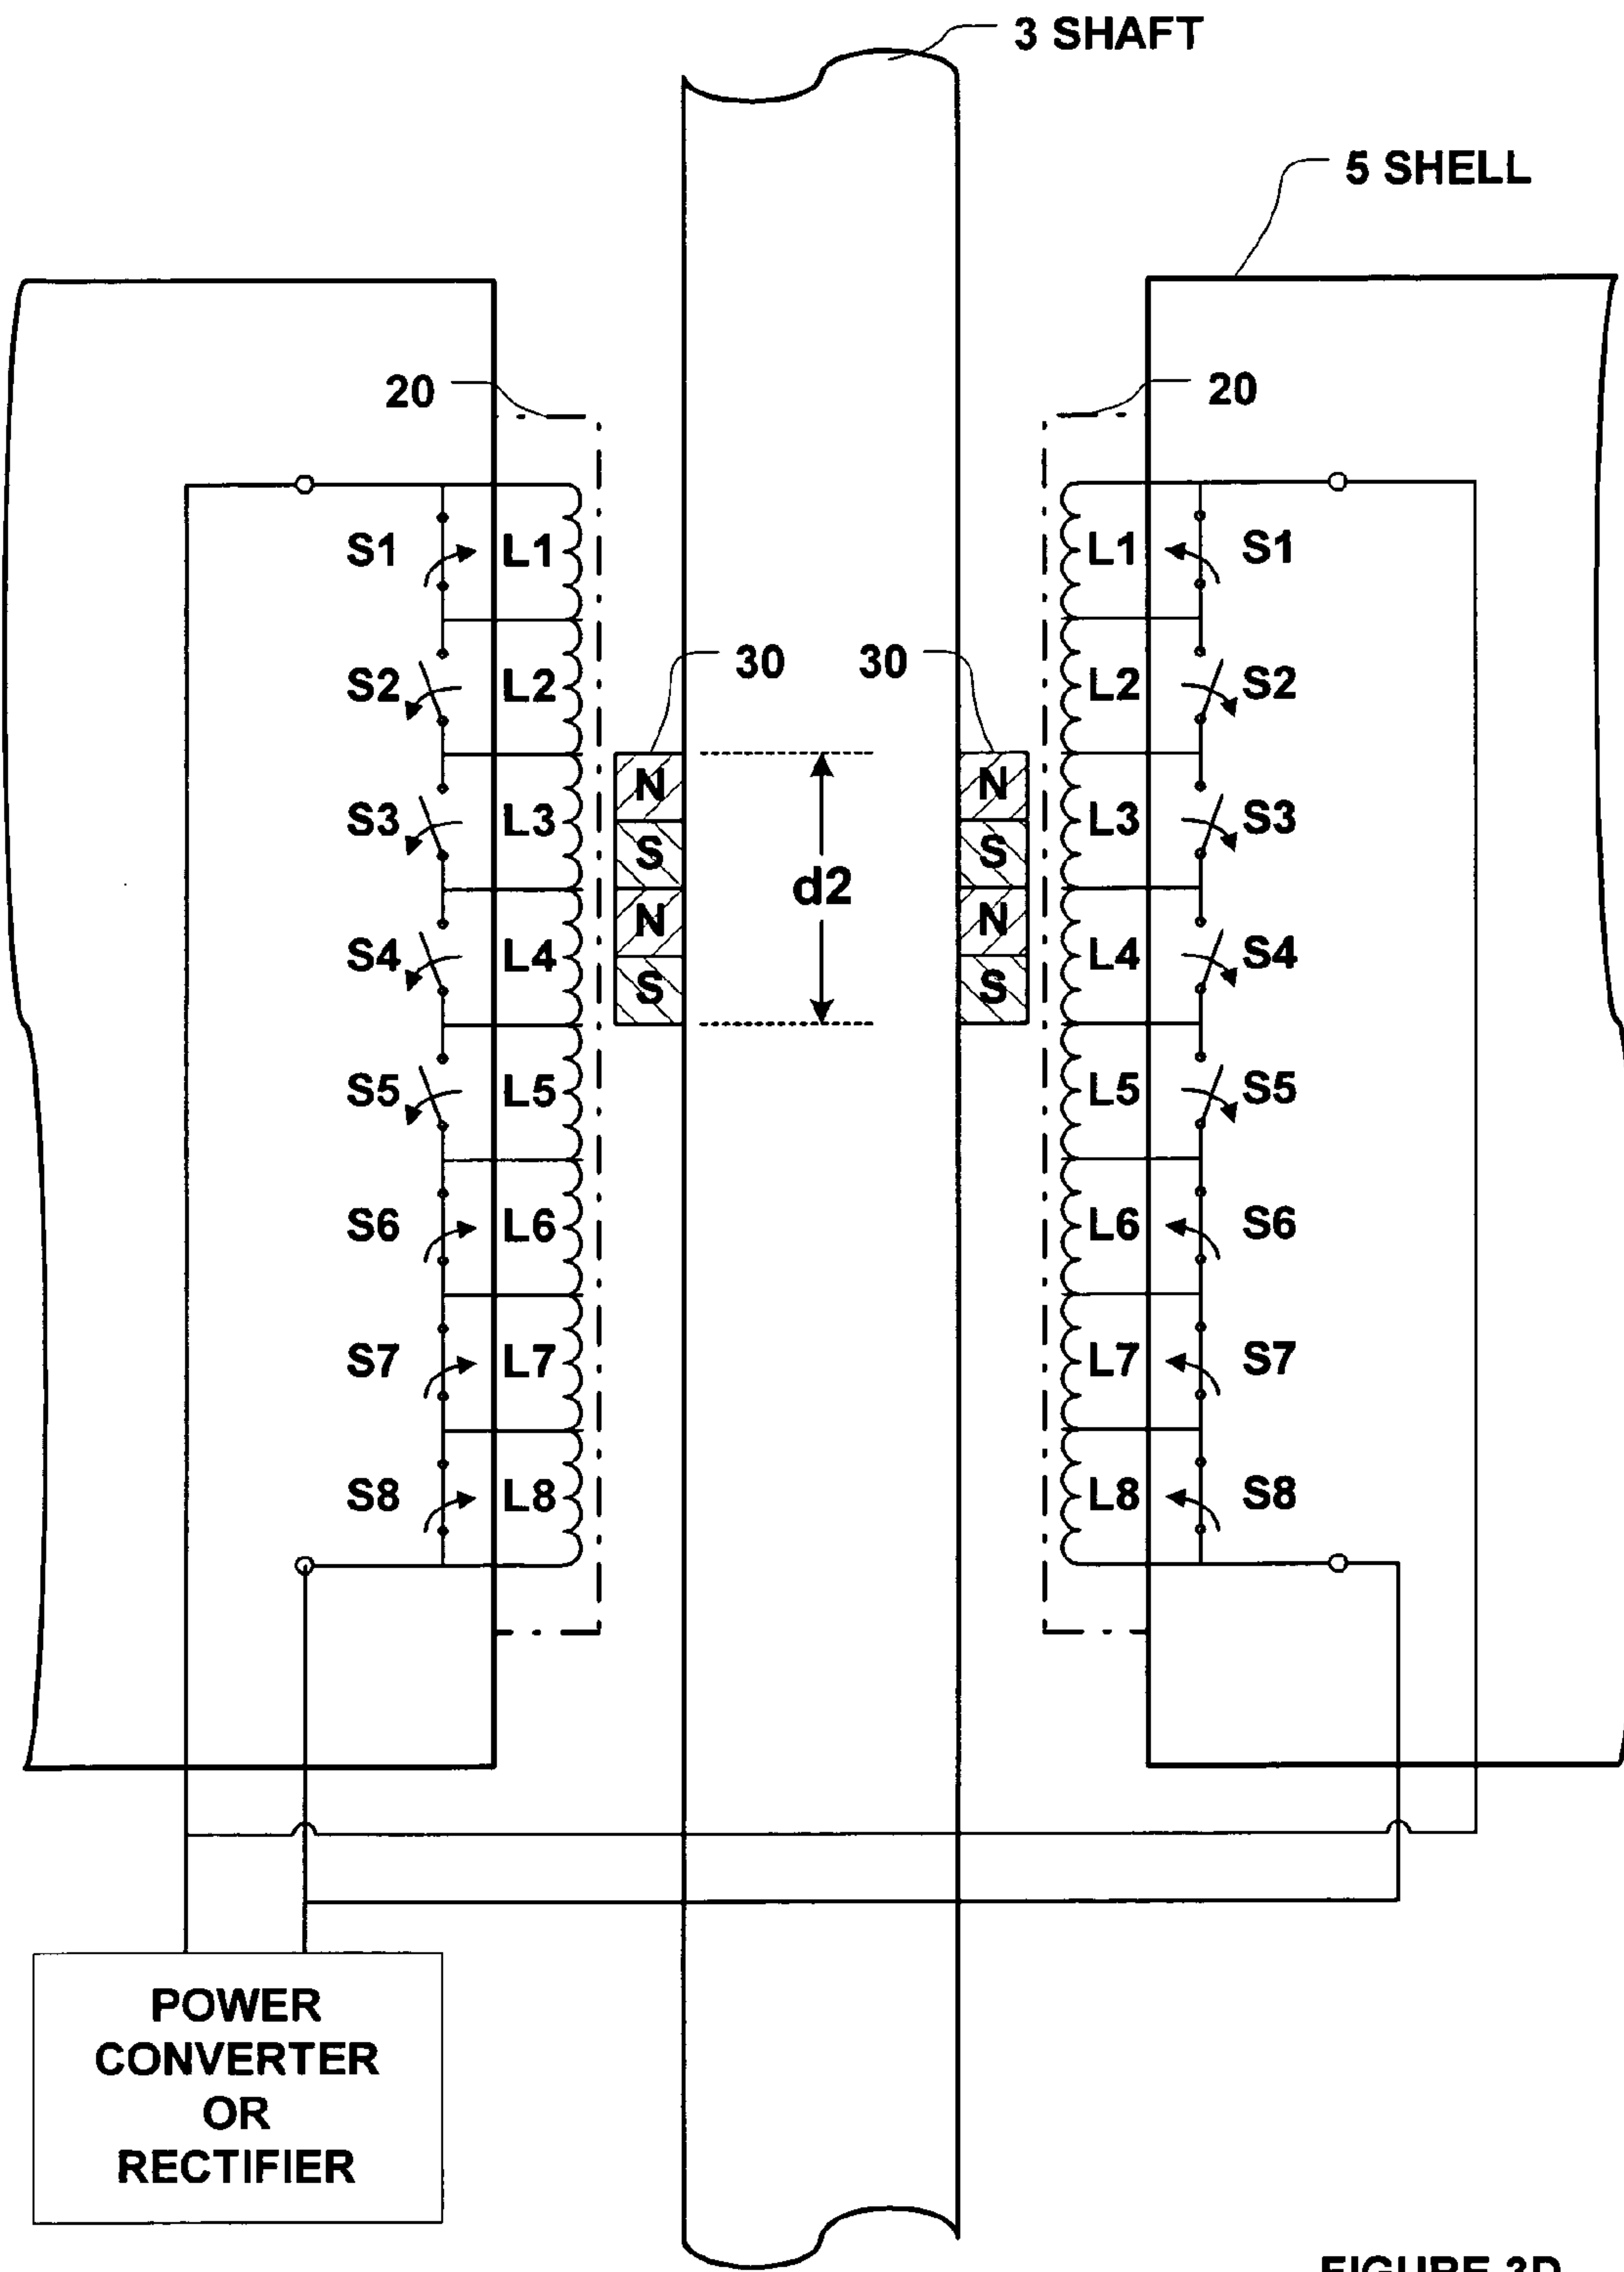 3 SHAFT
5 SHELL
20 20
S1 L1 L1 S1
30 30
S2 L2 L2 S2
N N
S3 L3 L3 S3
S S
d2
N N
S4 L4 L4 S4
S S
S5 L5 L5 S5
S6 L6 L6 S6
S7 L7 L7 S7
S8 L8 L8 S8
POWER
CONVERTER
OR
RECTIFIER
FIGURE 3D